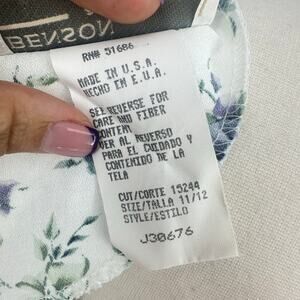 BENSON
RN# 51686
MADE IN U.S.A.
HECHO EN E.U.A.
SEE REVERSE FOR
CARE AND FIBER
CONTENT
VER AL REVERSO
PARA EL CUIDADO Y
CONTENIDO DE LA
TELA
CUT/CORTE 15244
SIZE/TALLA 11/12
STYLE/ESTILO
J30676